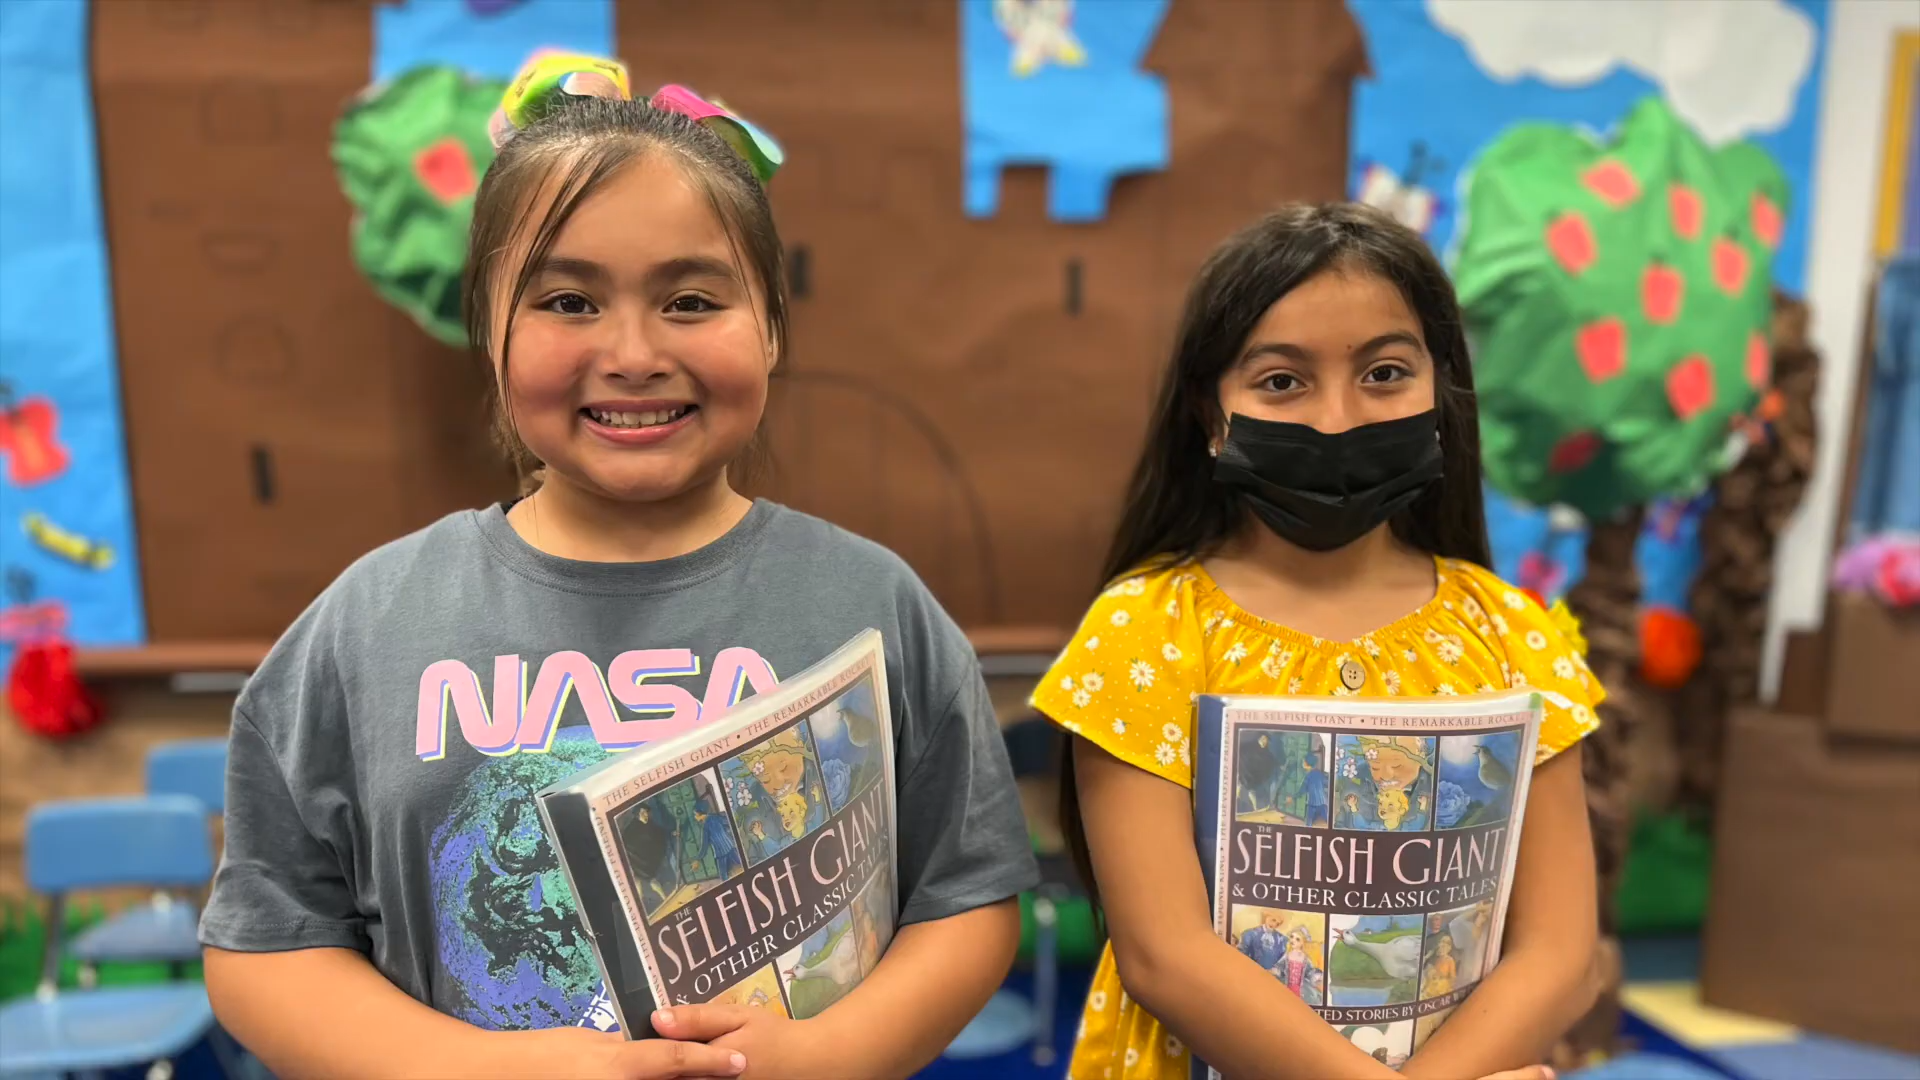 NASA
THE SELFISH GIANT • THE REMARKABLE ROCKET
THE
SELFISH GIANT
& OTHER CLASSIC TALES
THE SELFISH GIANT • THE REMARKABLE ROCKET
THE
SELFISH GIANT
& OTHER CLASSIC TALES
STORIES BY OSCAR